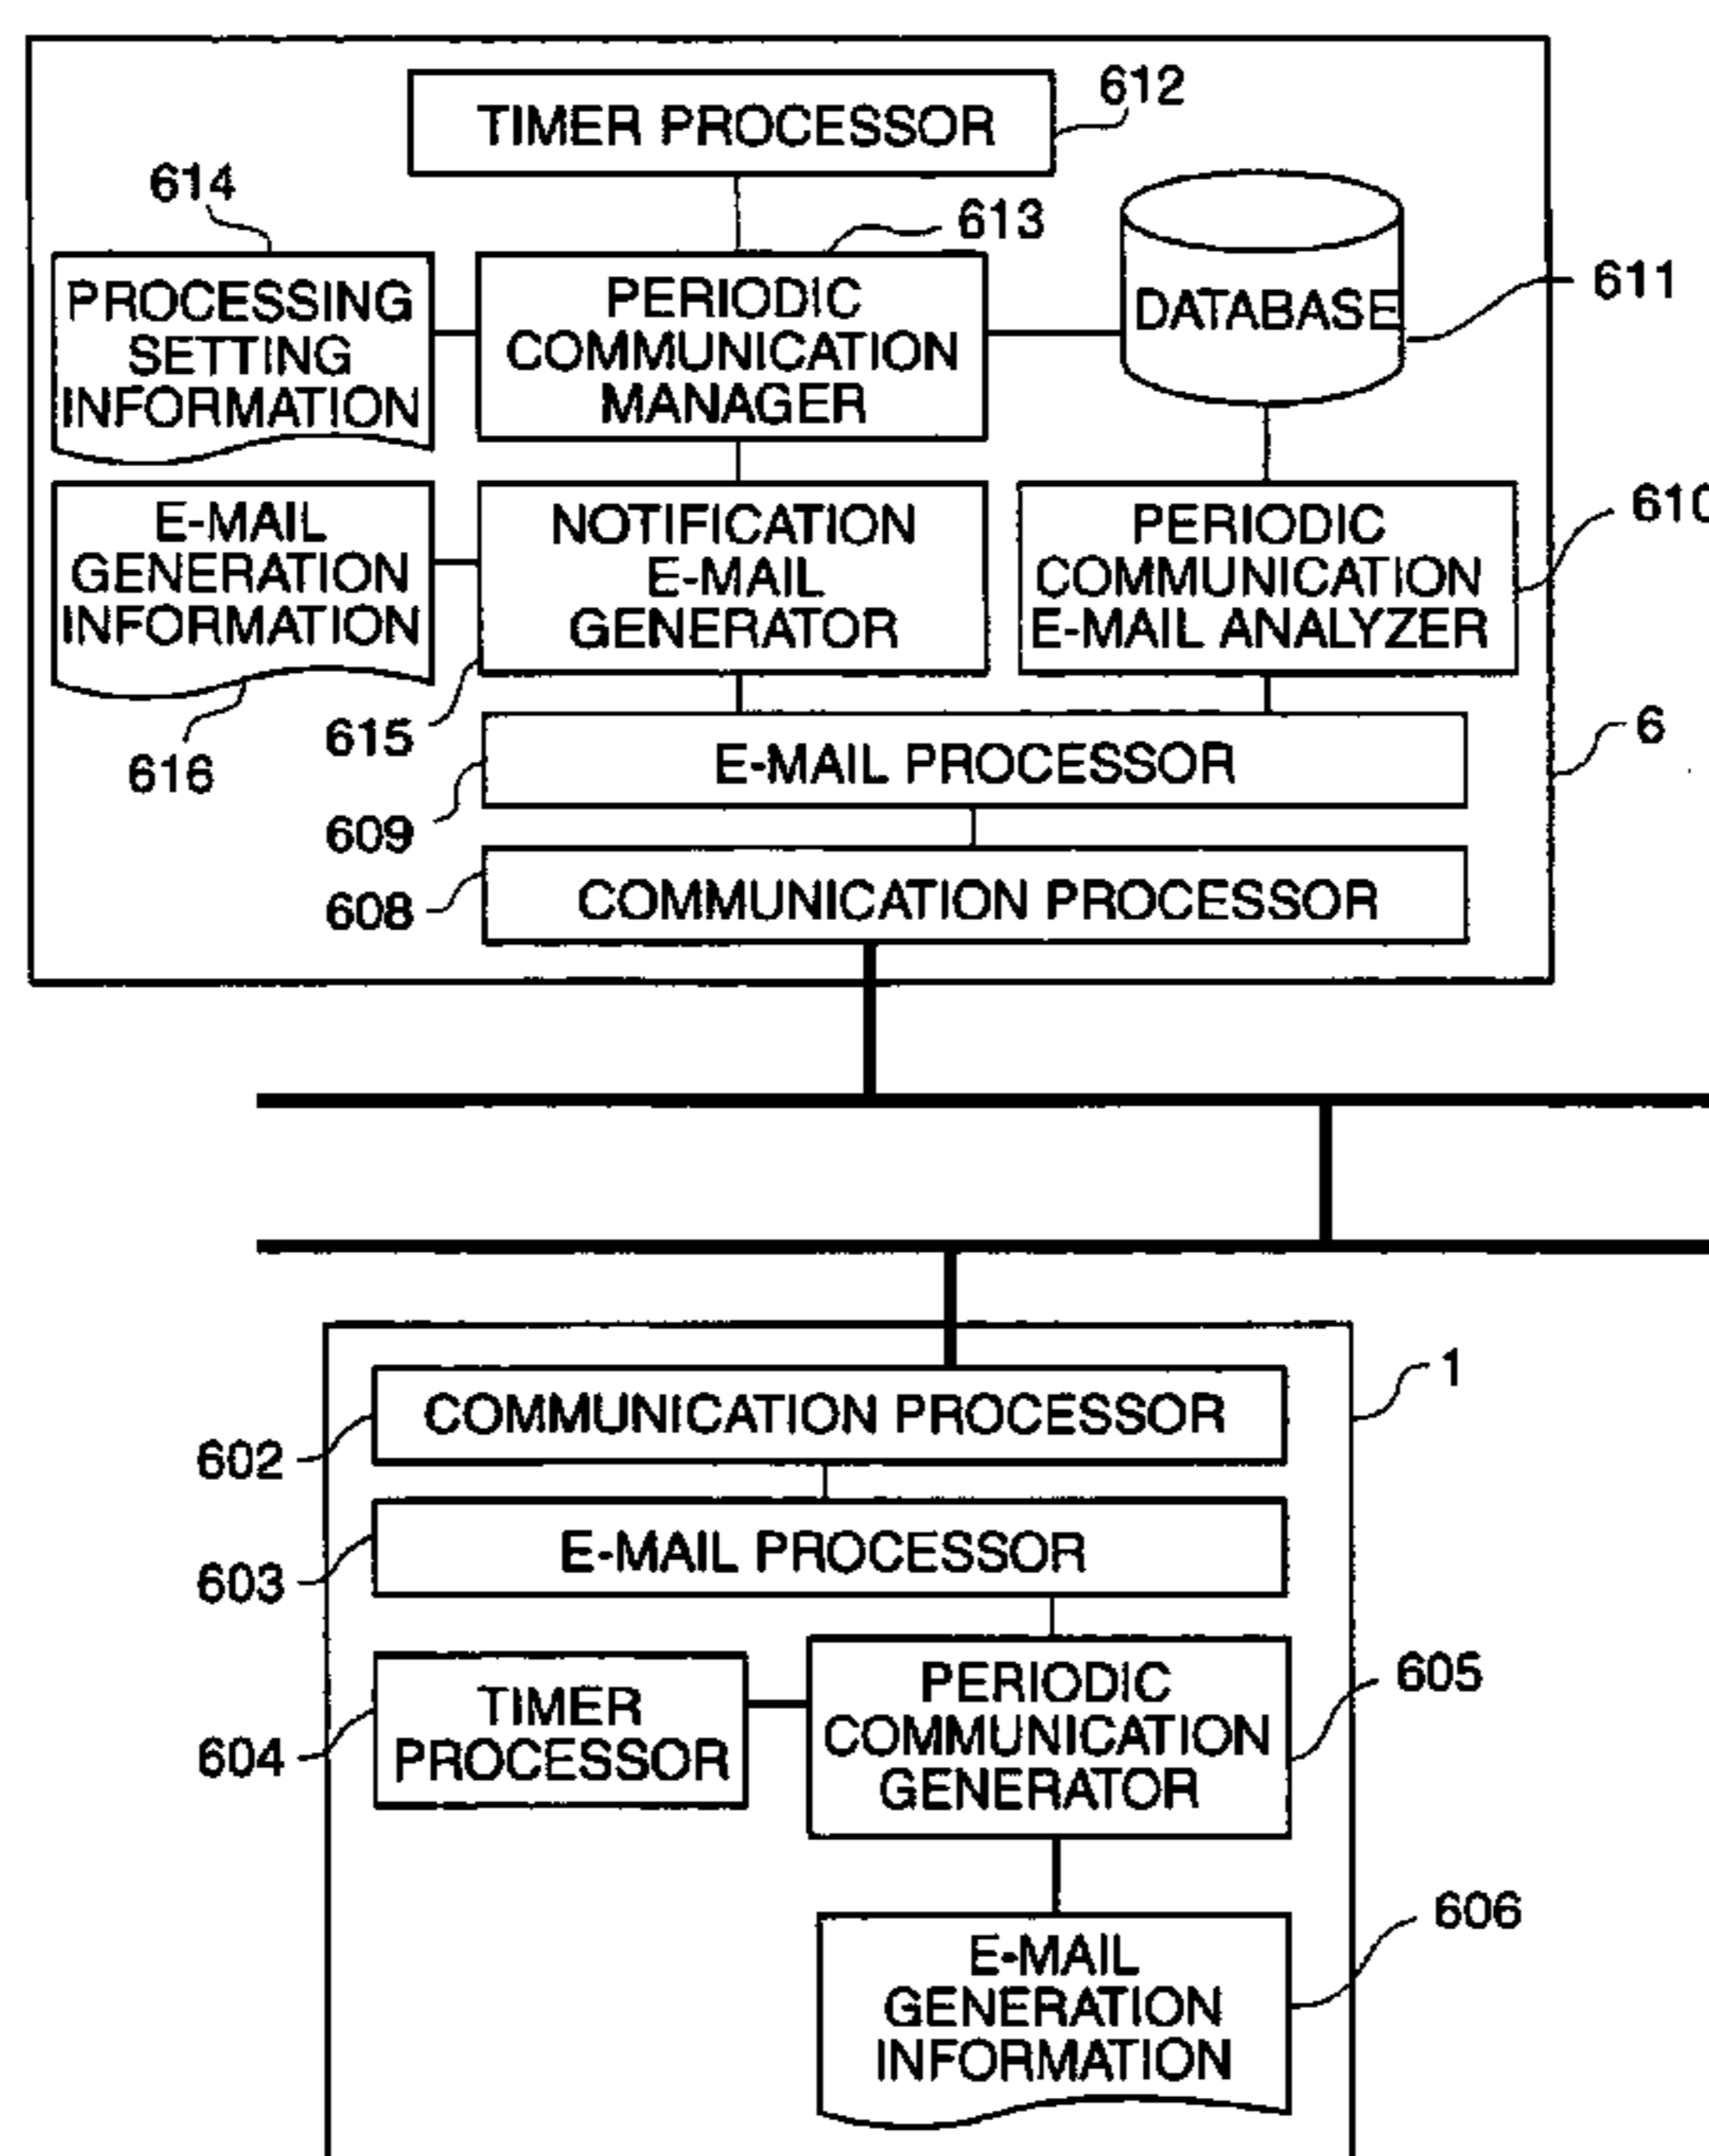 TIMER PROCESSOR
612
614
613
PROCESSING
SETTING
INFORMATION
PERIODIC
COMMUNICATION
MANAGER
DATABASE
611
E-MAIL
GENERATION
INFORMATION
NOTIFICATION
E-MAIL
GENERATOR
PERIODIC
COMMUNICATION
E-MAIL ANALYZER
610
616
615
E-MAIL PROCESSOR
6
609
COMMUNICATION PROCESSOR
608
1
COMMUNICATION PROCESSOR
602
E-MAIL PROCESSOR
603
TIMER
PROCESSOR
604
PERIODIC
COMMUNICATION
GENERATOR
605
E-MAIL
GENERATION
INFORMATION
606